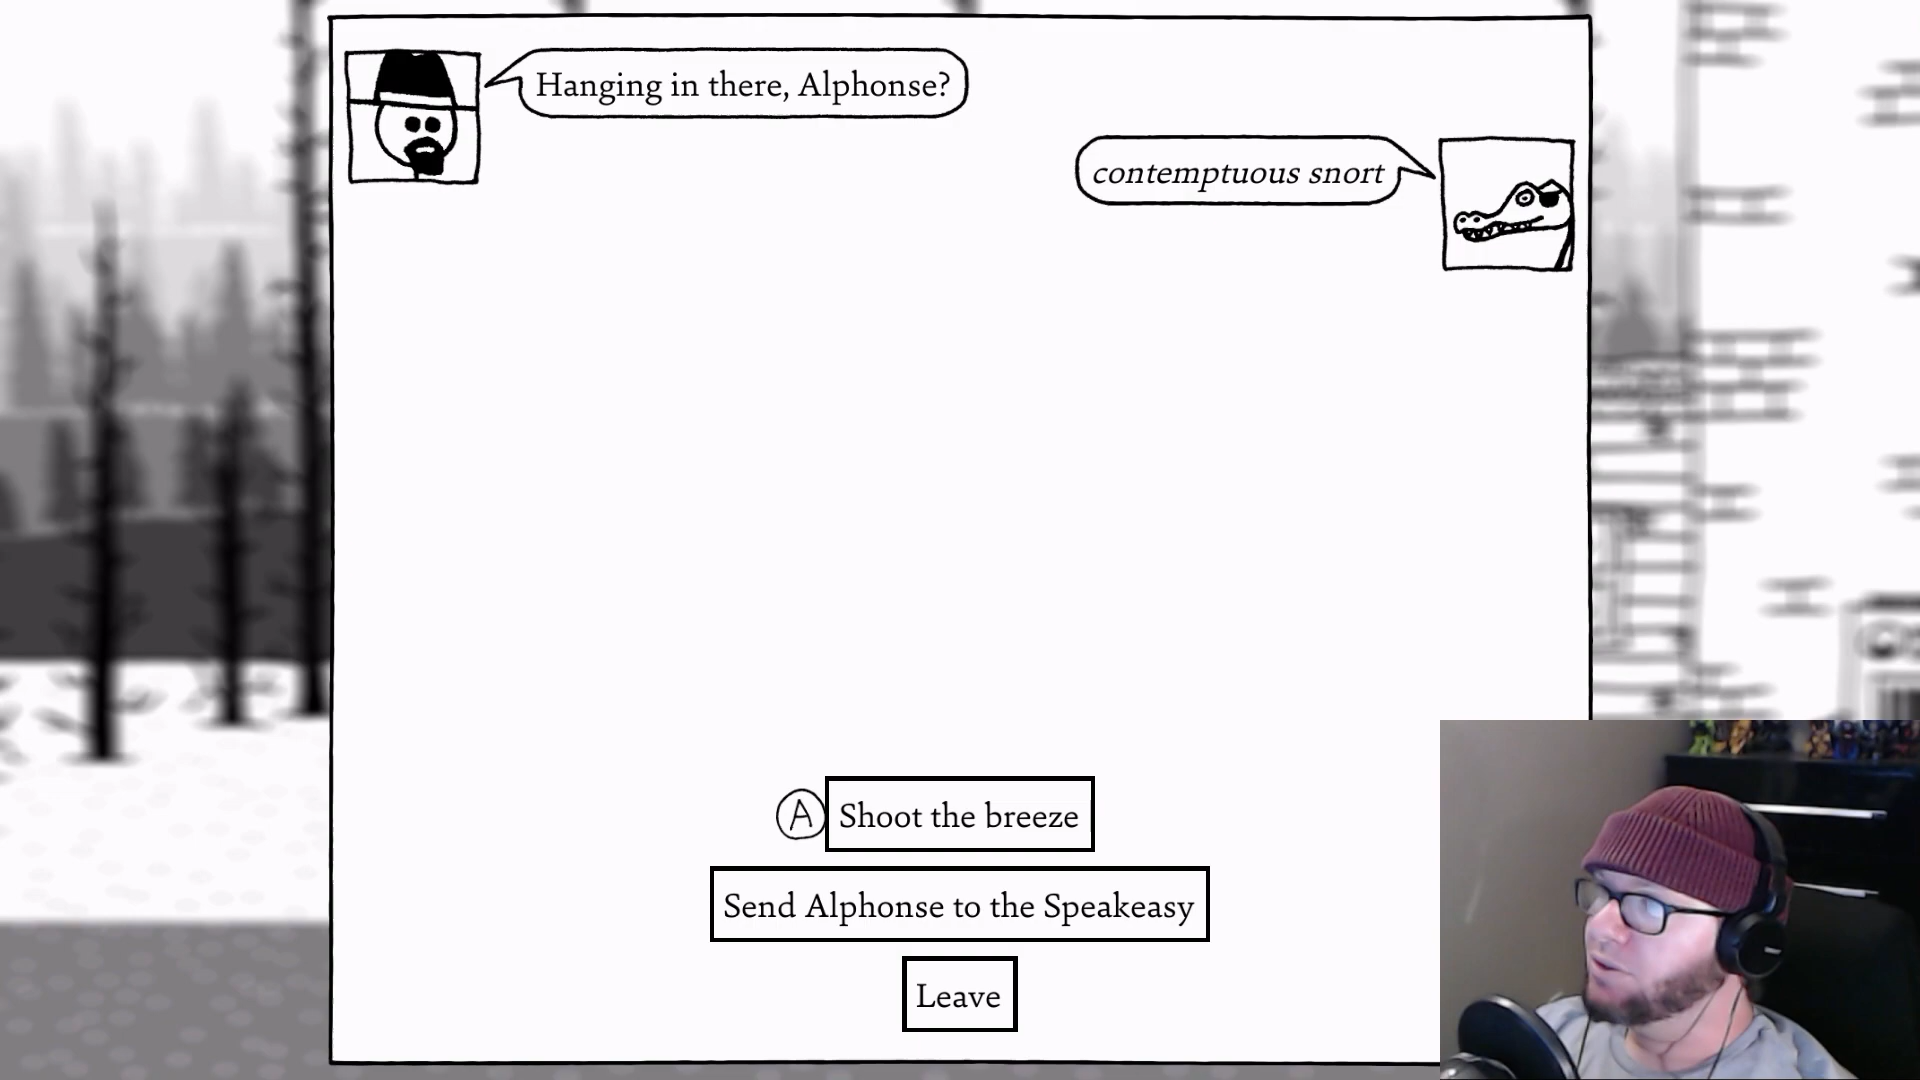 Hanging in there, Alphonse?
contemptuous snort
A Shoot the breeze
Send Alphonse to the Speakeasy
Leave